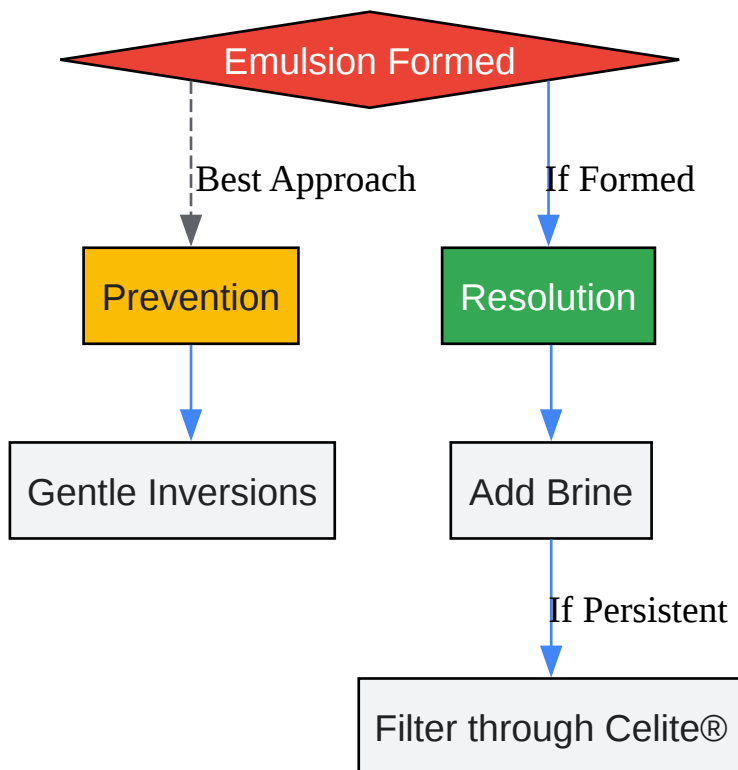 Emulsion Formed
Best Approach
If Formed
Prevention
Resolution
Gentle Inversions
Add Brine
If Persistent
Filter through Celite®